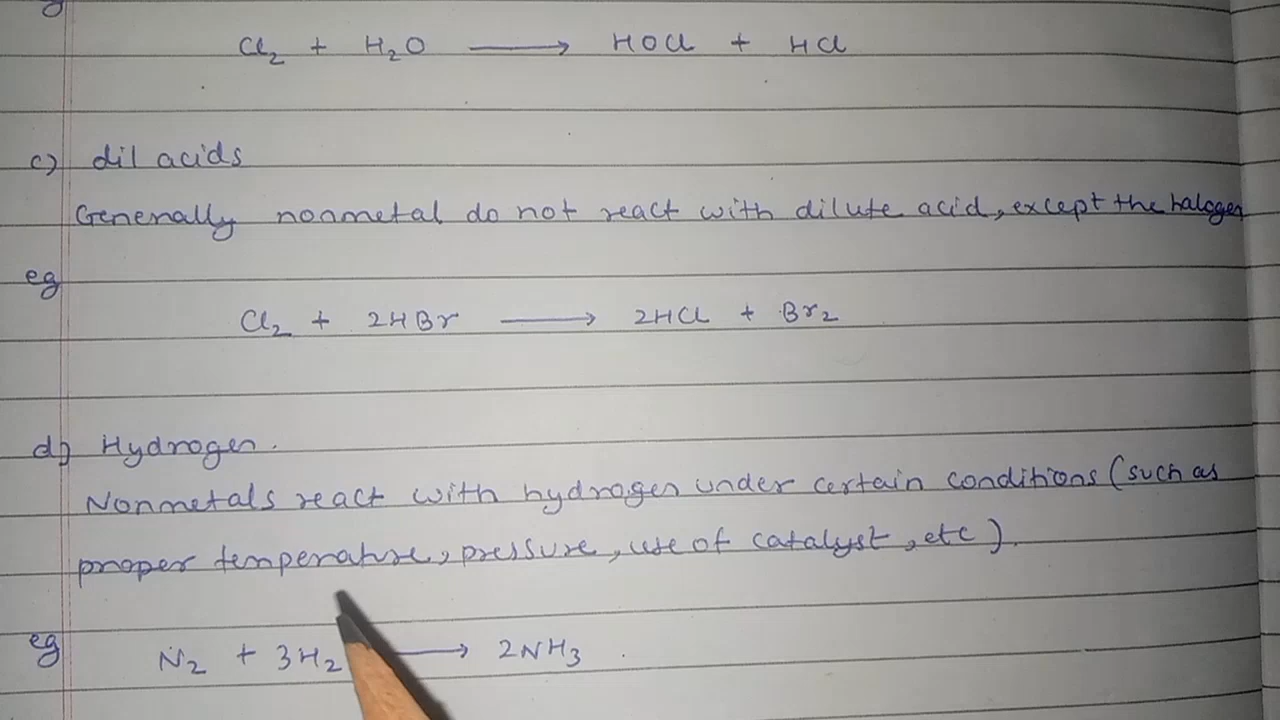 Cl₂ + H₂O ⟶ HOCl + HCl
c) dil acids
Generally nonmetal do not react with dilute acid, except the halogen
eg
Cl₂ + 2HBr ⟶ 2HCl + Br₂
d) Hydrogen.
Nonmetals react with hydrogen under certain conditions (such as
proper temperature, pressure, use of catalyst, etc).
eg
N₂ + 3H₂ ⟶ 2NH₃